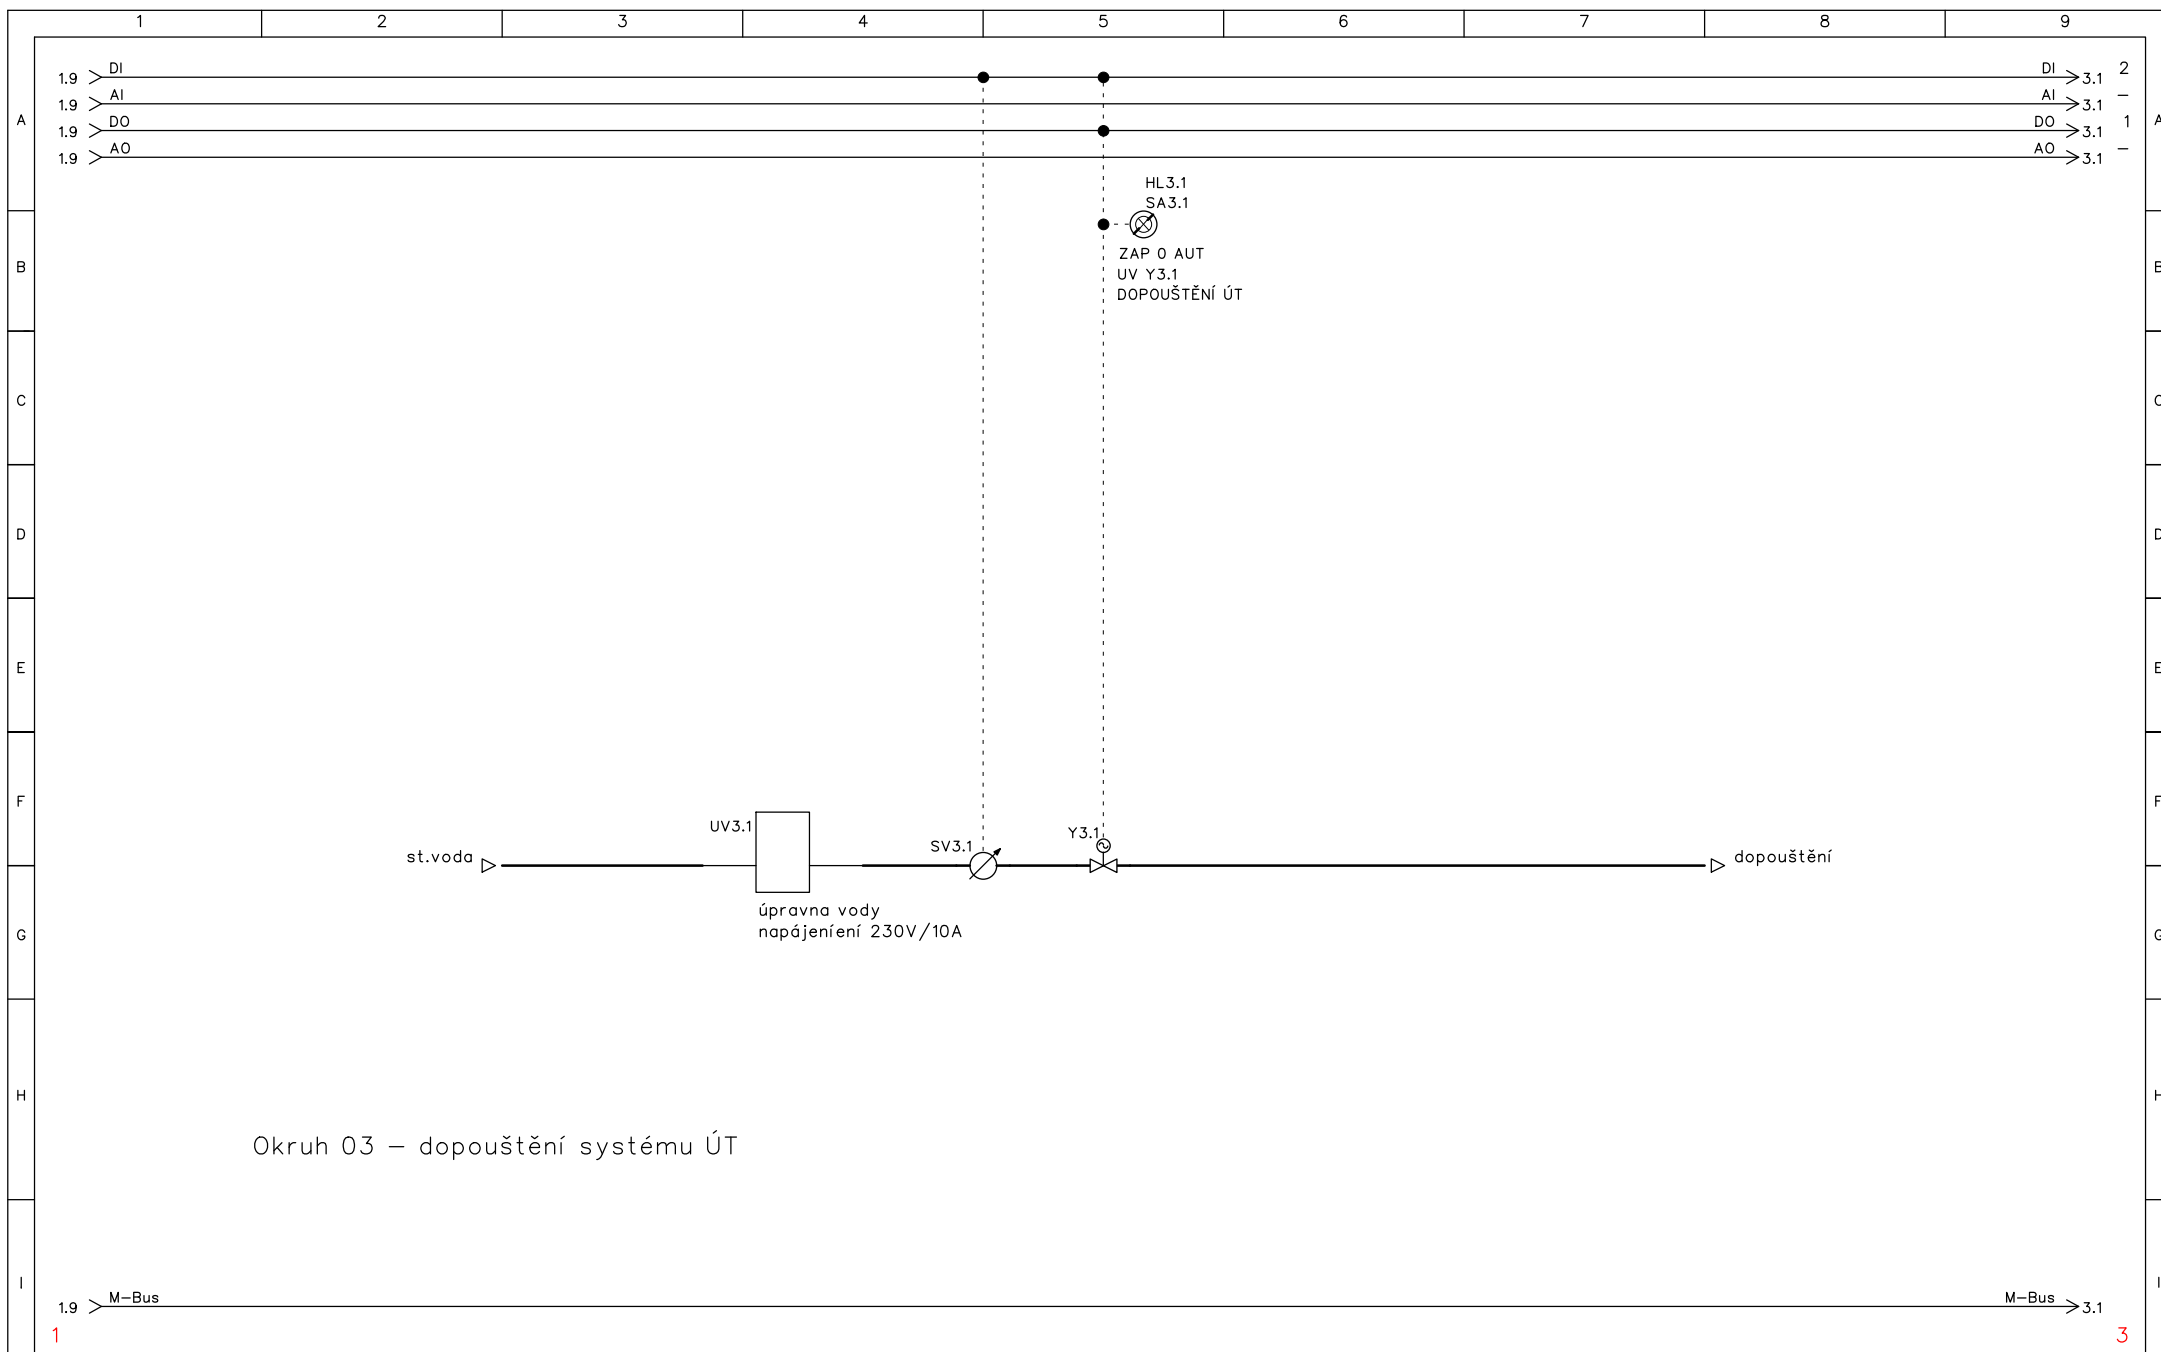 1 2 3 4 5 6 7 8 9
1.9 DI DI 3.1 2
1.9 AI AI 3.1 –
A A
1.9 DO DO 3.1 1
1.9 AO AO 3.1 –
HL3.1
SA3.1
ZAP 0 AUT
B B
UV Y3.1
DOPOUŠTĚNÍ ÚT
C C
D D
E E
F F
UV3.1 SV3.1 Y3.1
st.voda dopouštění
úpravna vody
napájeníení 230V/10A
G G
H H
Okruh 03 – dopouštění systému ÚT
I I
1.9 M–Bus M–Bus 3.1
1 3